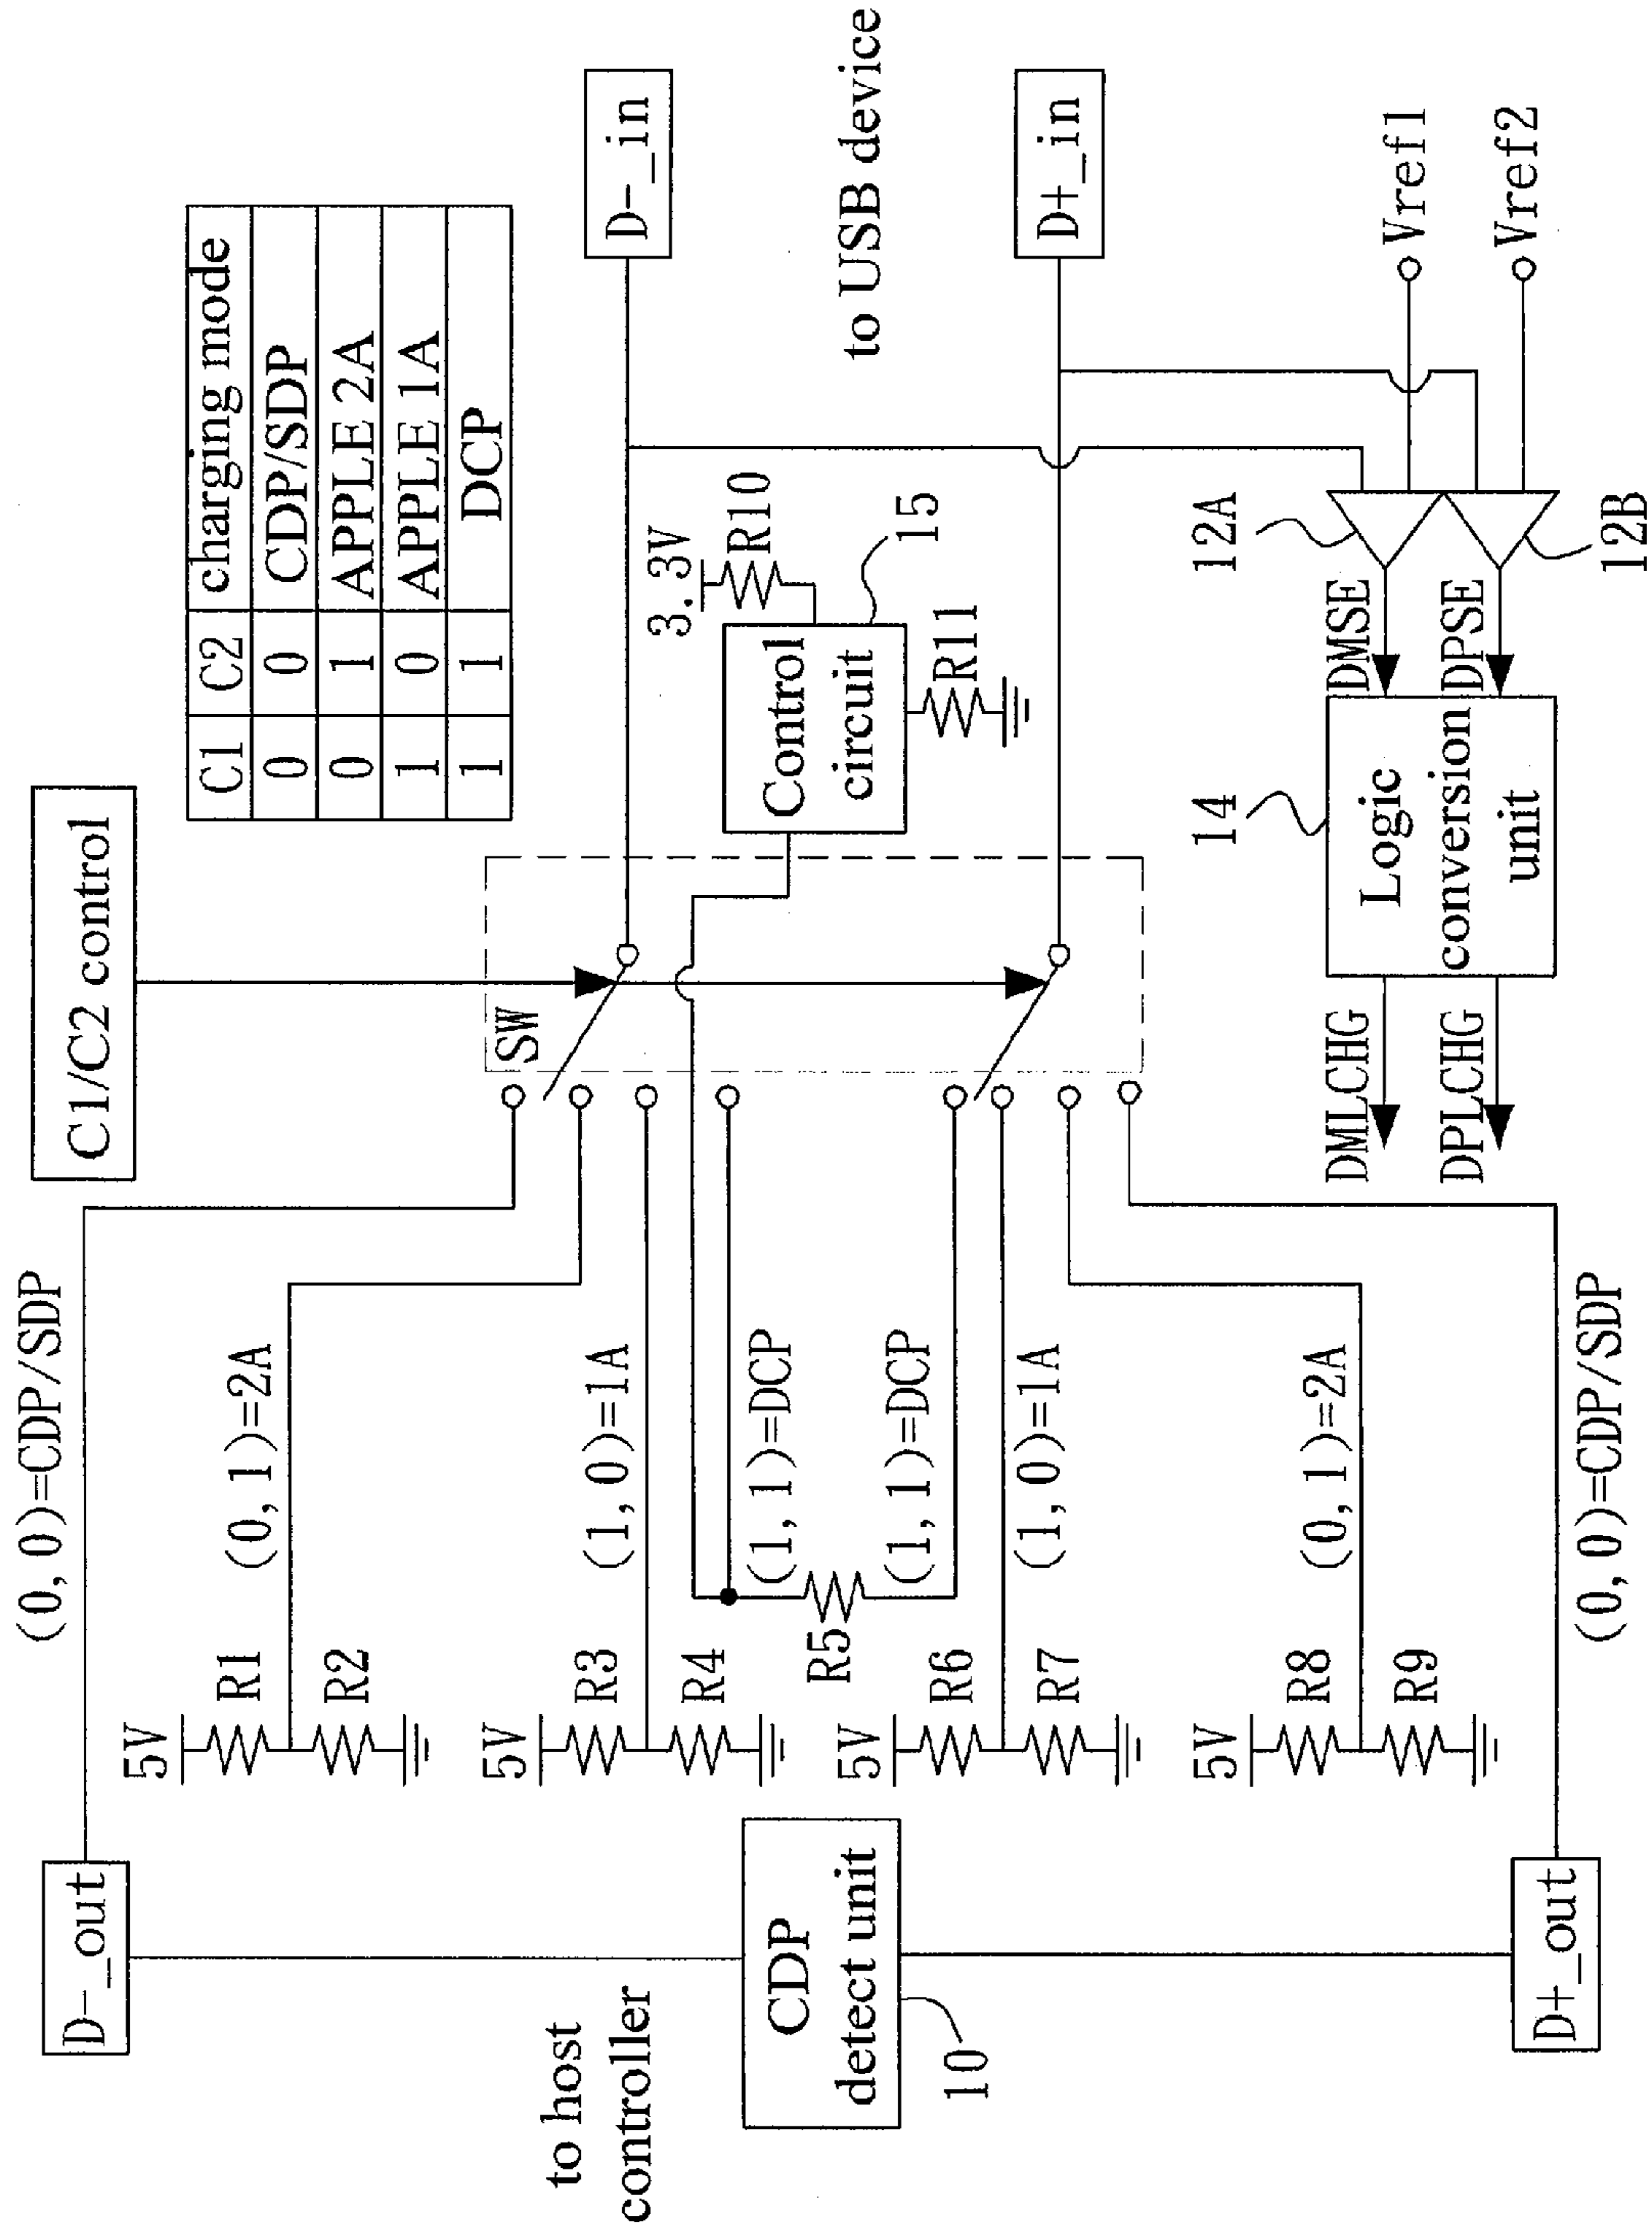 C1/C2 control
C1 C2 charging mode
0 0 CDP/SDP
0 1 APPLE 2A
1 0 APPLE 1A
1 1 DCP
(0,0)=CDP/SDP
D-_out
D-_in
5V
R1
R2
(0,1)=2A
SW
5V
R3
R4
(1,0)=1A
3.3V
R10
Control
circuit
15
R11
to host
controller
to USB device
CDP
detect unit
10
(1,1)=DCP
R5
(1,1)=DCP
5V
R6
R7
(1,0)=1A
D+_in
5V
R8
R9
(0,1)=2A
14
12A
Vref1
DMLCHG
Logic
conversion
unit
DMSE
DPLCHG
DPSE
Vref2
12B
D+_out
(0,0)=CDP/SDP